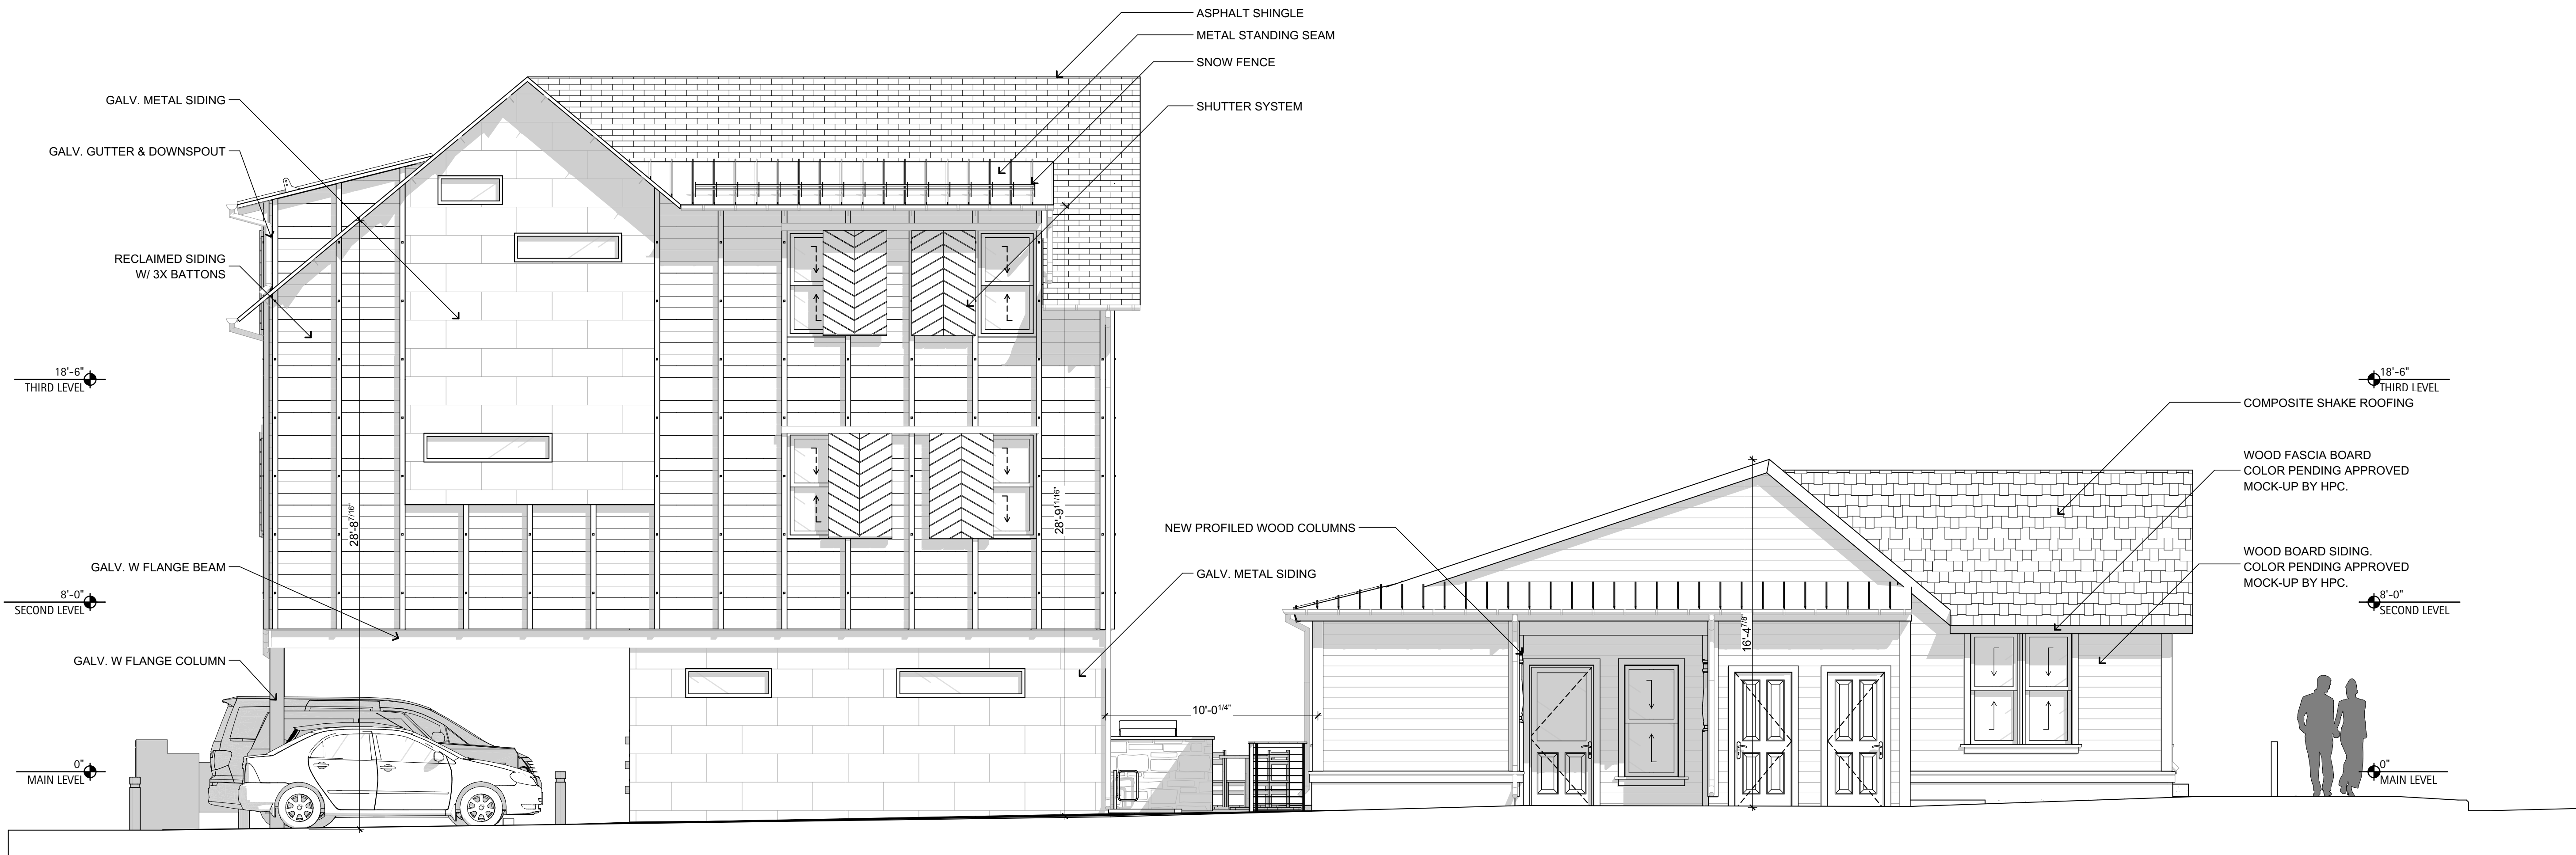 ASPHALT SHINGLE
METAL STANDING SEAM
SNOW FENCE
SHUTTER SYSTEM
GALV. METAL SIDING
GALV. GUTTER & DOWNSPOUT
RECLAIMED SIDING
W/ 3X BATTONS
18'-6"
THIRD LEVEL
28'-8 7/16"
GALV. W FLANGE BEAM
8'-0"
SECOND LEVEL
GALV. W FLANGE COLUMN
0"
MAIN LEVEL
28'-9 11/16"
NEW PROFILED WOOD COLUMNS
GALV. METAL SIDING
10'-0 1/4"
16'-4 7/8"
18'-6"
THIRD LEVEL
COMPOSITE SHAKE ROOFING
WOOD FASCIA BOARD
COLOR PENDING APPROVED
MOCK-UP BY HPC.
WOOD BOARD SIDING.
COLOR PENDING APPROVED
MOCK-UP BY HPC.
8'-0"
SECOND LEVEL
0"
MAIN LEVEL